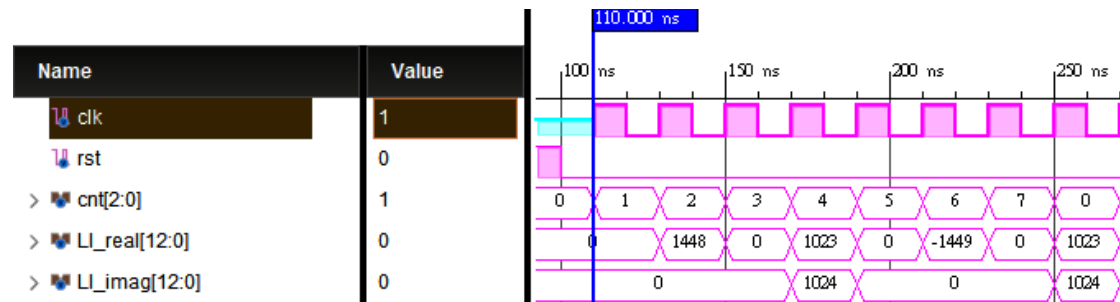 110.000 ns
Name Value 100 ns 150 ns 200 ns 250 ns
clk 1
rst 0
cnt[2:0] 1 0 1 2 3 4 5 6 7 0
LI_real[12:0] 0 0 1448 0 1023 0 -1449 0 1023
LI_imag[12:0] 0 0 1024 0 1024